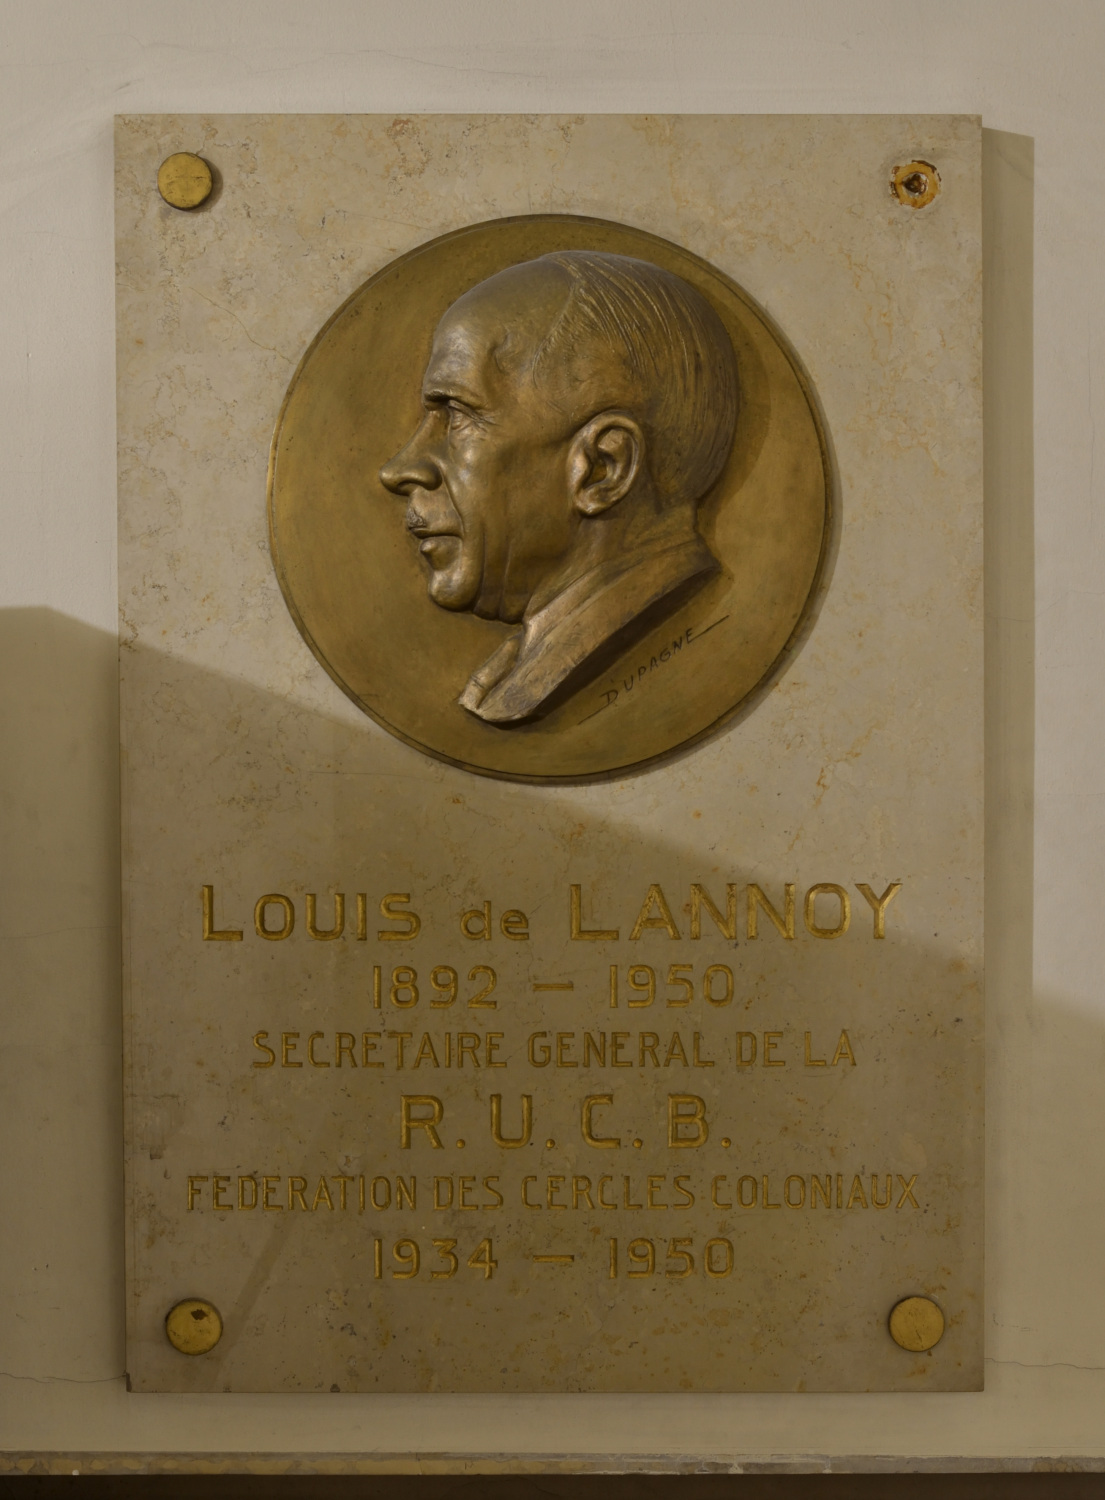 DUPAGNE
LOUIS de LANNOY
1892 – 1950
SECRETAIRE GENERAL DE LA
R.U.C.B.
FEDERATION DES CERCLES COLONIAUX
1934 – 1950